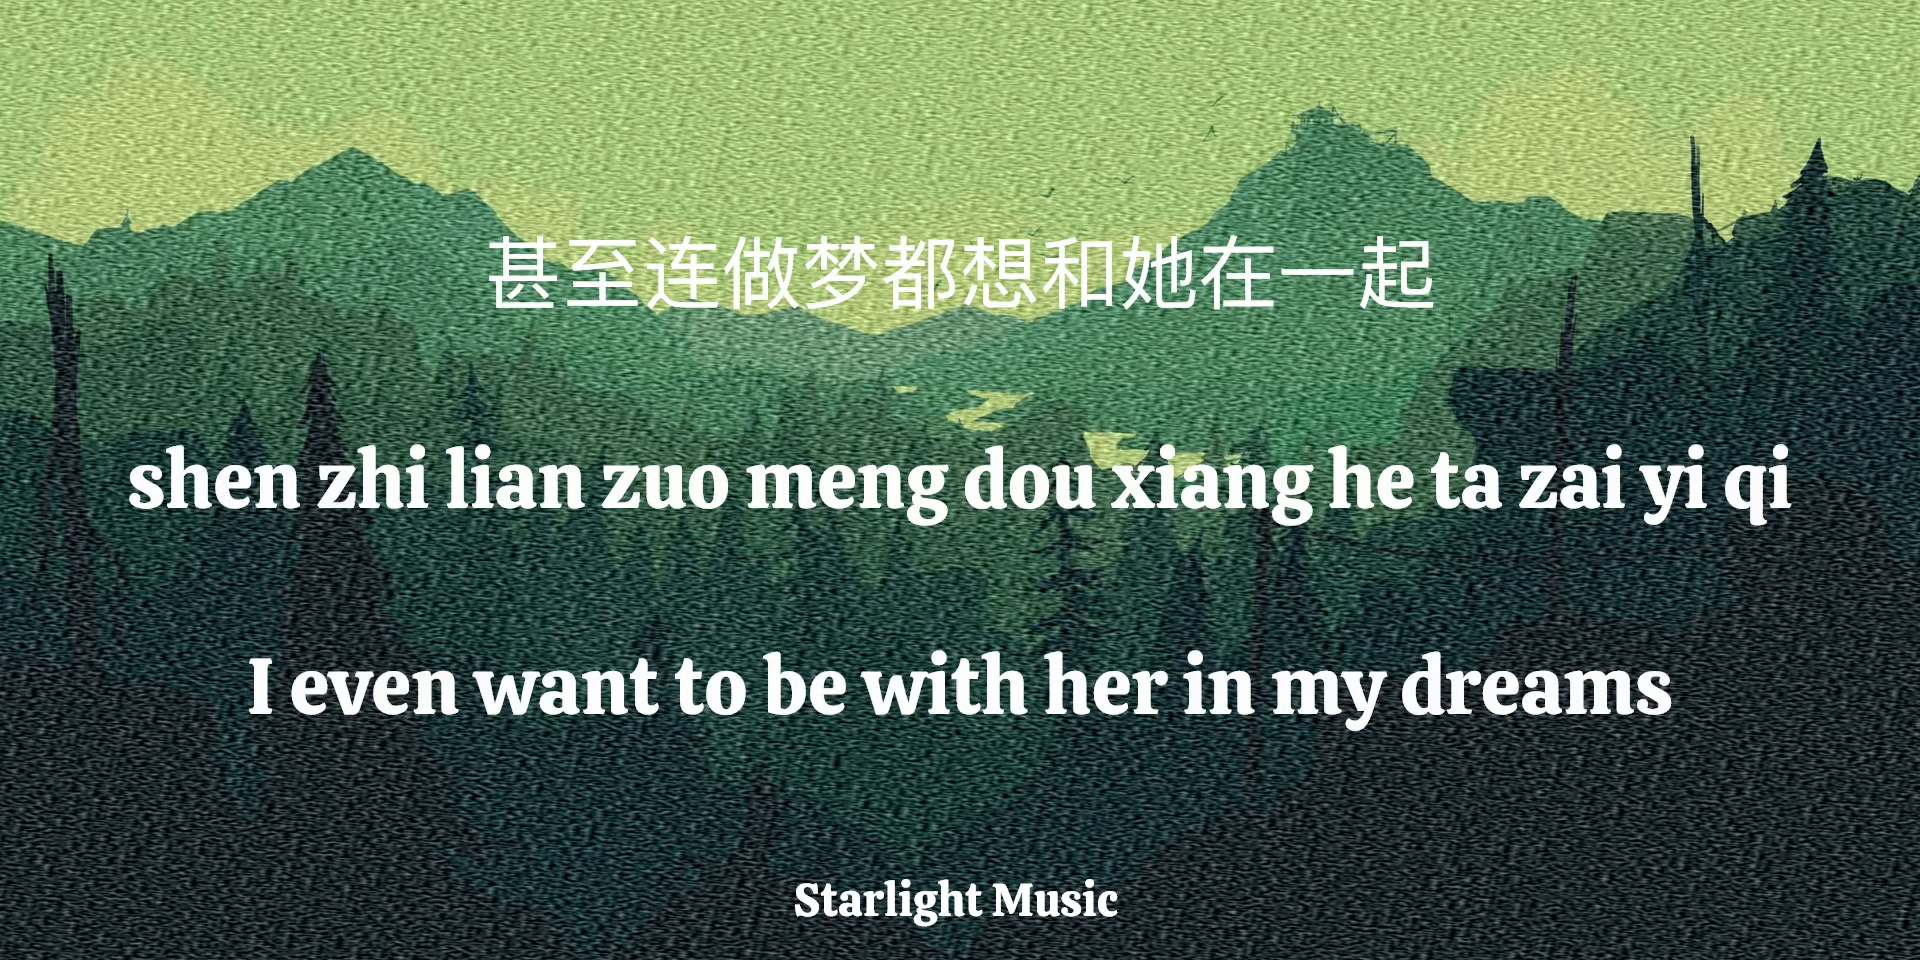 甚至连做梦都想和她在一起
shen zhi lian zuo meng dou xiang he ta zai yi qi
I even want to be with her in my dreams
Starlight Music